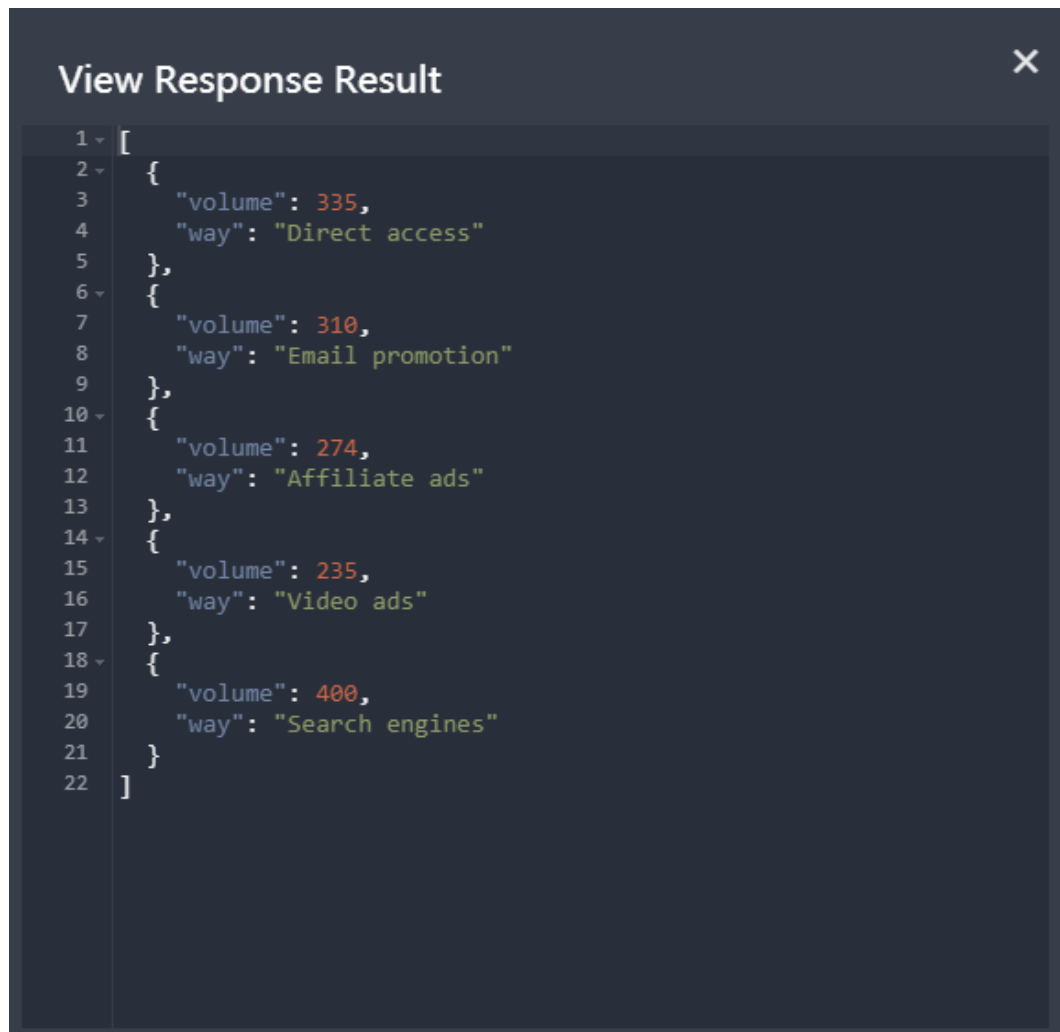 View Response Result
1 [
2 {
3 "volume": 335,
4 "way": "Direct access"
5 },
6 {
7 "volume": 310,
8 "way": "Email promotion"
9 },
10 {
11 "volume": 274,
12 "way": "Affiliate ads"
13 },
14 {
15 "volume": 235,
16 "way": "Video ads"
17 },
18 {
19 "volume": 400,
20 "way": "Search engines"
21 }
22 ]